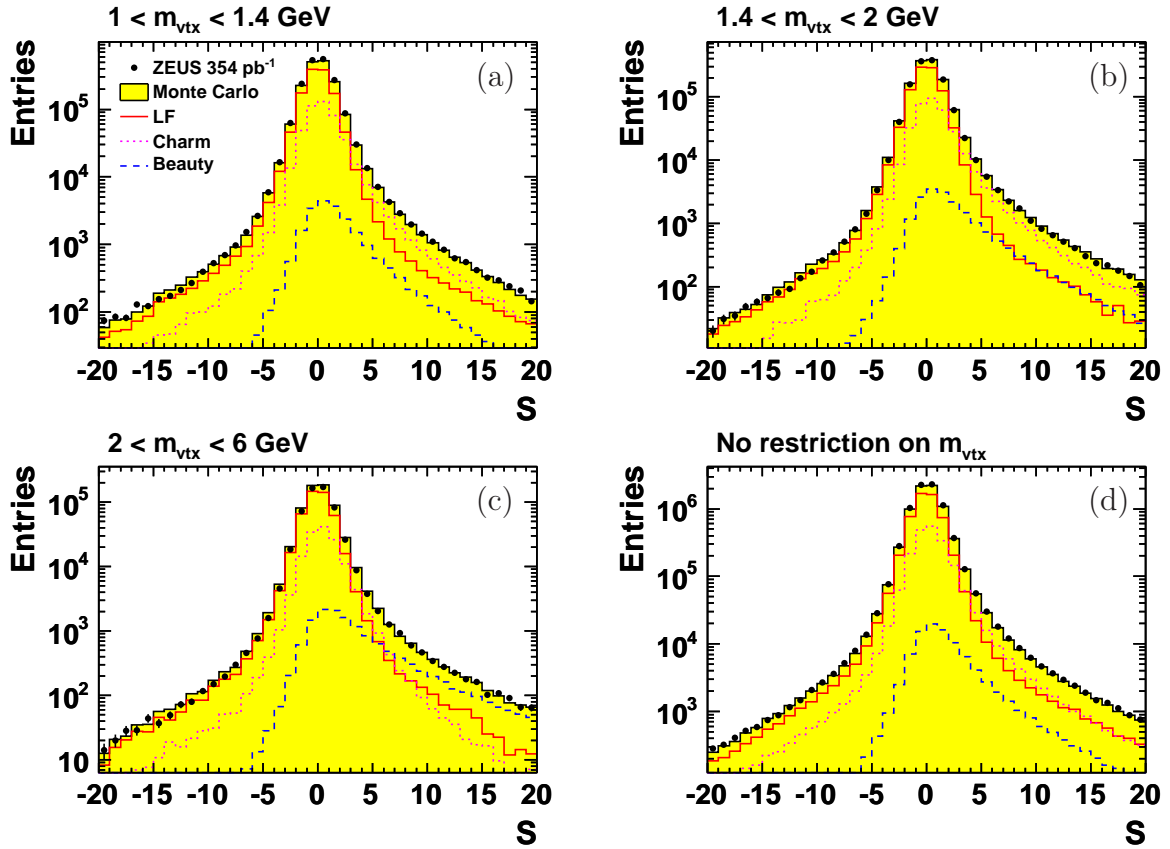 1 < m_vtx < 1.4 GeV
Entries
10^5
10^4
10^3
10^2
ZEUS 354 pb^-1
Monte Carlo
LF
Charm
Beauty
(a)
-20 -15 -10 -5 0 5 10 15 20
S
1.4 < m_vtx < 2 GeV
Entries
10^5
10^4
10^3
10^2
(b)
-20 -15 -10 -5 0 5 10 15 20
S
2 < m_vtx < 6 GeV
Entries
10^5
10^4
10^3
10^2
10
(c)
-20 -15 -10 -5 0 5 10 15 20
S
No restriction on m_vtx
Entries
10^6
10^5
10^4
10^3
(d)
-20 -15 -10 -5 0 5 10 15 20
S